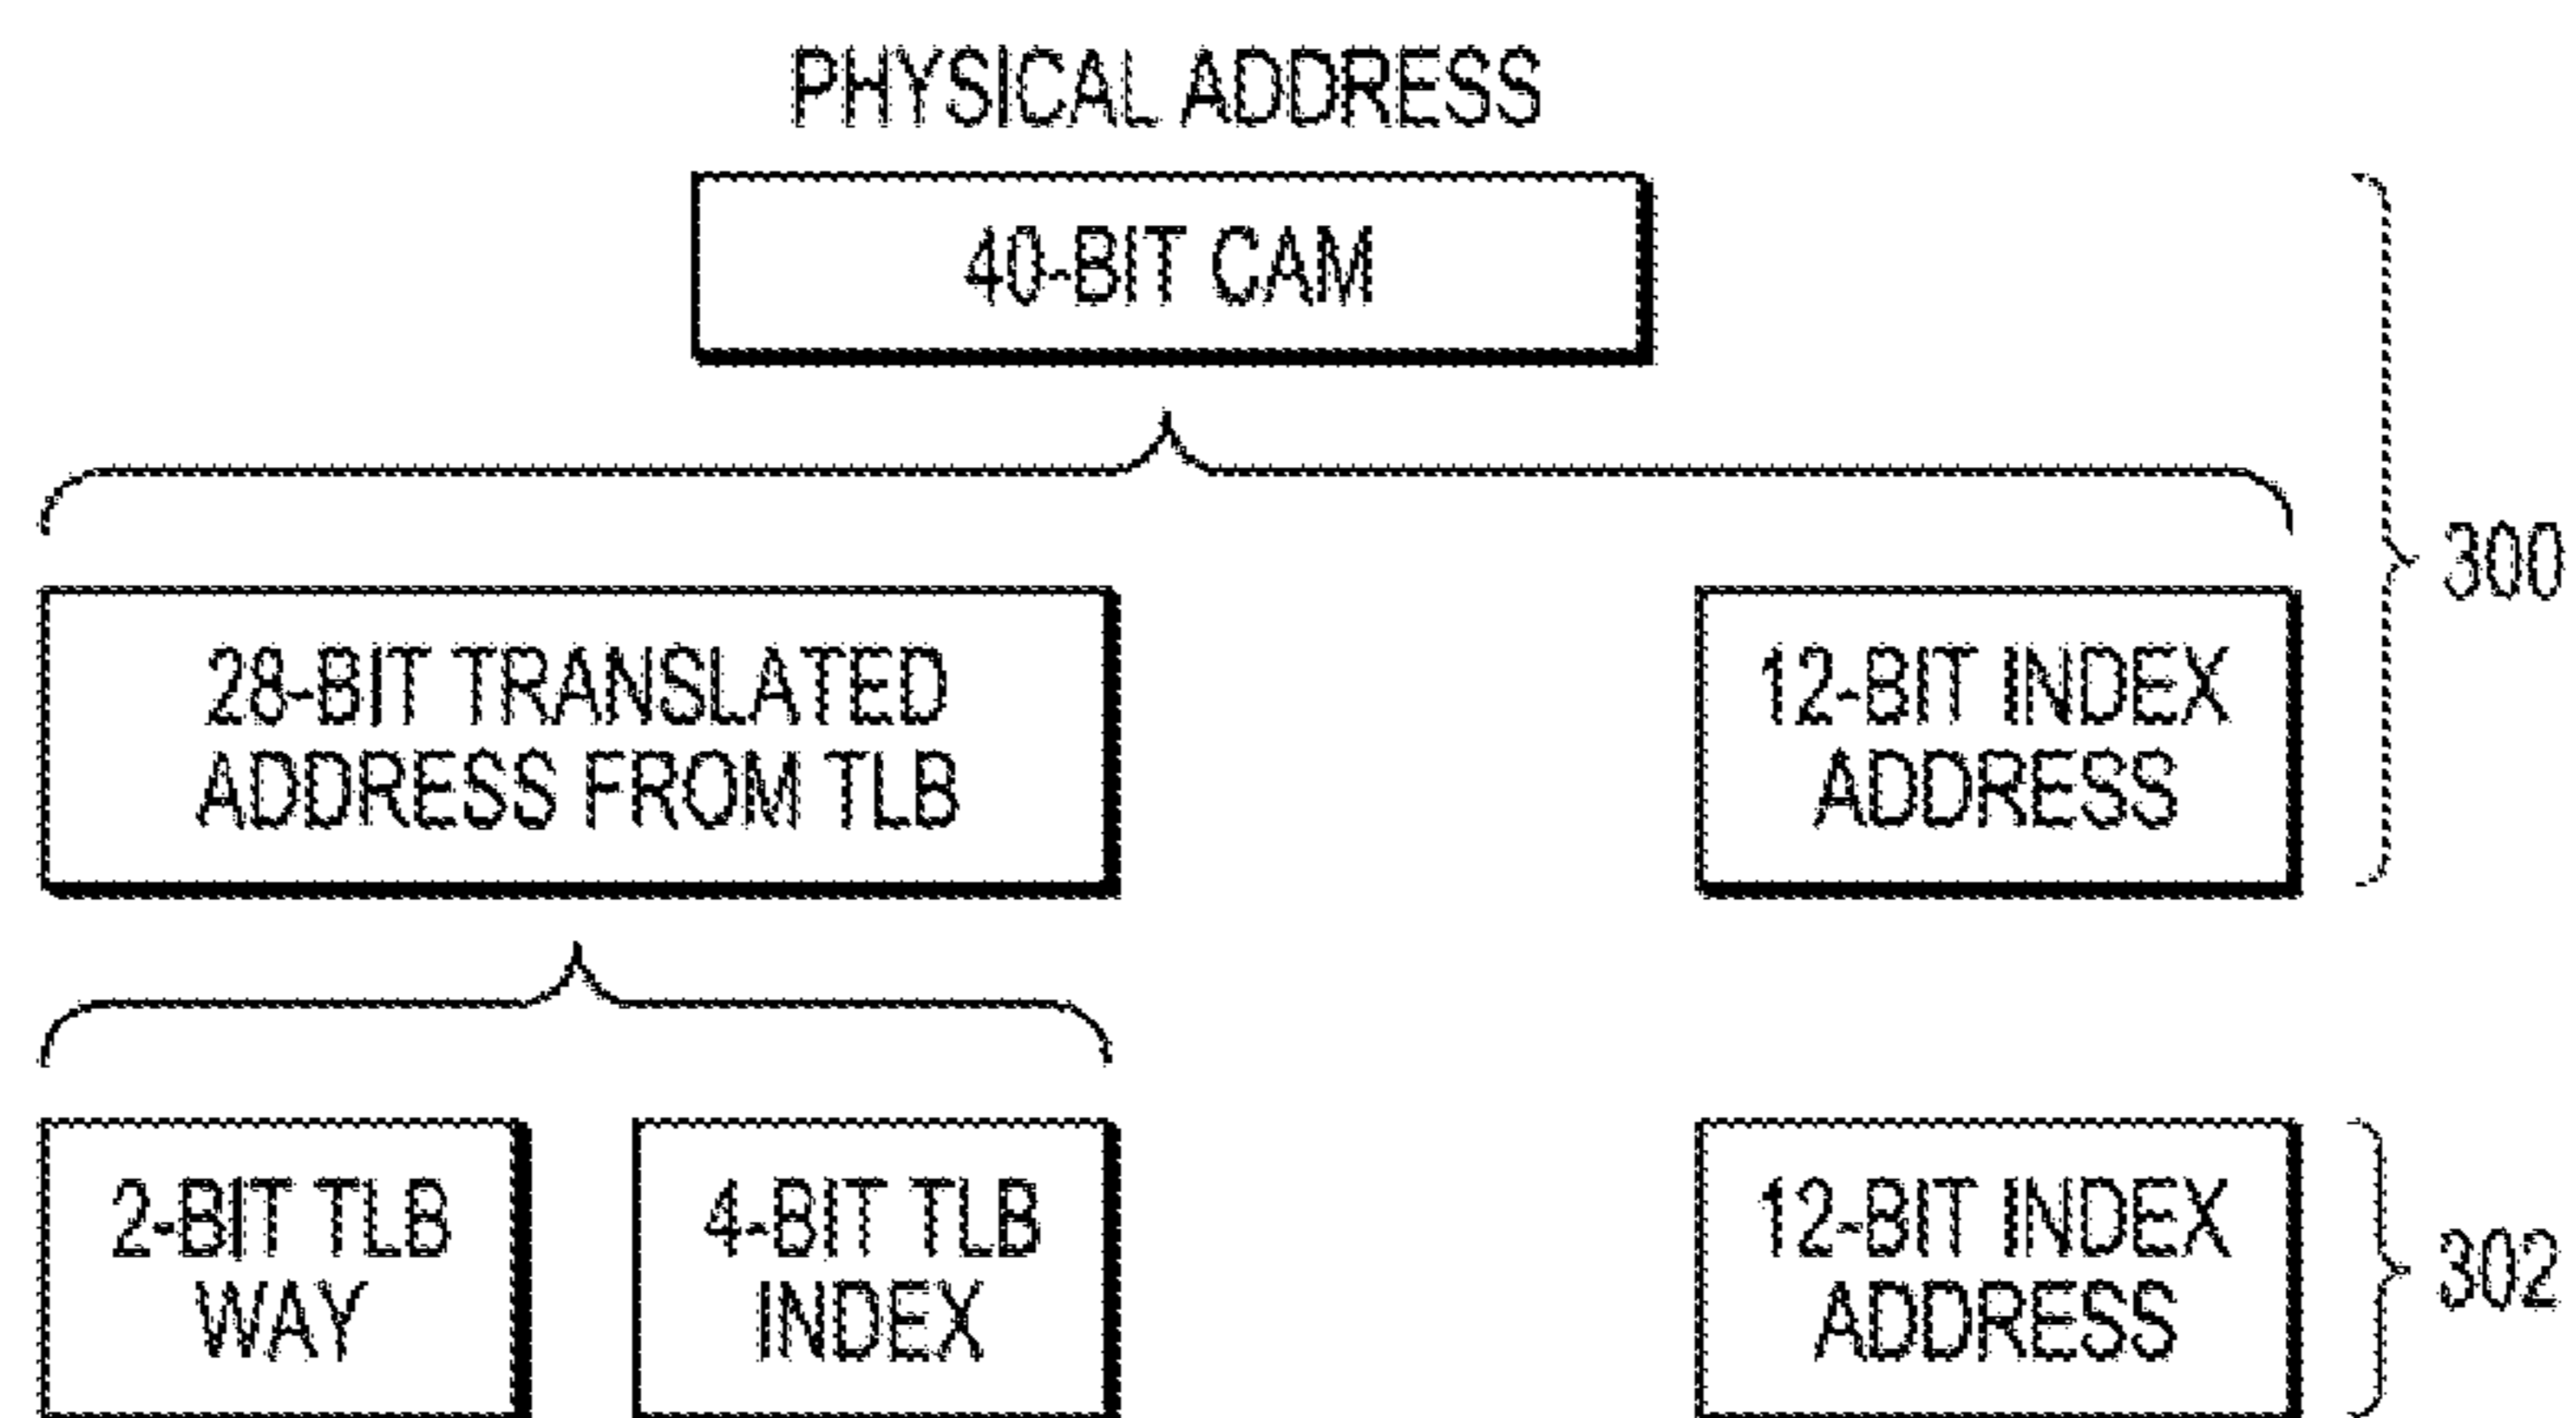 PHYSICAL ADDRESS
40-BIT CAM
300
28-BIT TRANSLATED
ADDRESS FROM TLB
12-BIT INDEX
ADDRESS
2-BIT TLB
WAY
4-BIT TLB
INDEX
12-BIT INDEX
ADDRESS
302